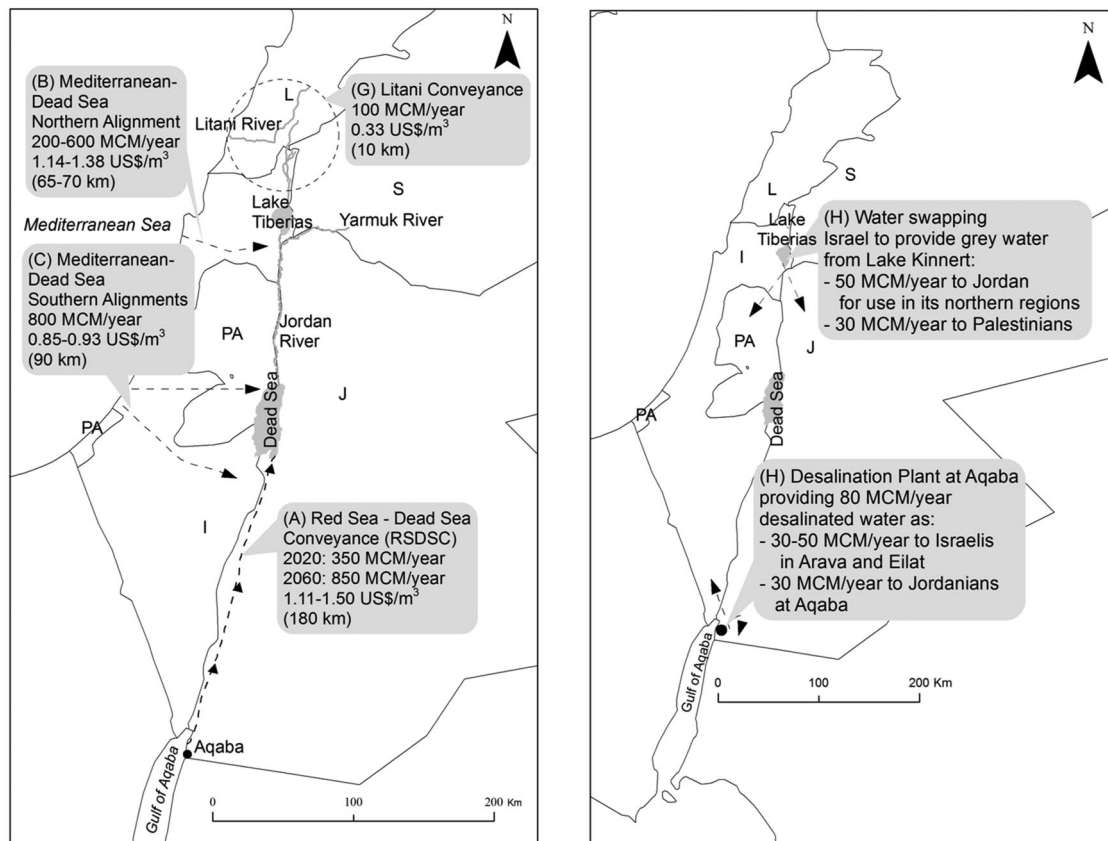 N
(B) Mediterranean-
Dead Sea
Northern Alignment
200-600 MCM/year
1.14-1.38 US$/m³
(65-70 km)
(G) Litani Conveyance
100 MCM/year
0.33 US$/m³
(10 km)
L
Litani River
S
Lake
Tiberias
Yarmuk River
Mediterranean Sea
(C) Mediterranean-
Dead Sea
Southern Alignments
800 MCM/year
0.85-0.93 US$/m³
(90 km)
PA
Jordan
River
J
Dead Sea
PA
I
(A) Red Sea - Dead Sea
Conveyance (RSDSC)
2020: 350 MCM/year
2060: 850 MCM/year
1.11-1.50 US$/m³
(180 km)
Aqaba
Gulf of Aqaba
0 100 200 Km
N
L
S
Lake
Tiberias
I
(H) Water swapping
Israel to provide grey water
from Lake Kinnert:
- 50 MCM/year to Jordan
for use in its northern regions
- 30 MCM/year to Palestinians
PA
J
Dead Sea
PA
(H) Desalination Plant at Aqaba
providing 80 MCM/year
desalinated water as:
- 30-50 MCM/year to Israelis
in Arava and Eilat
- 30 MCM/year to Jordanians
at Aqaba
Gulf of Aqaba
0 100 200 Km